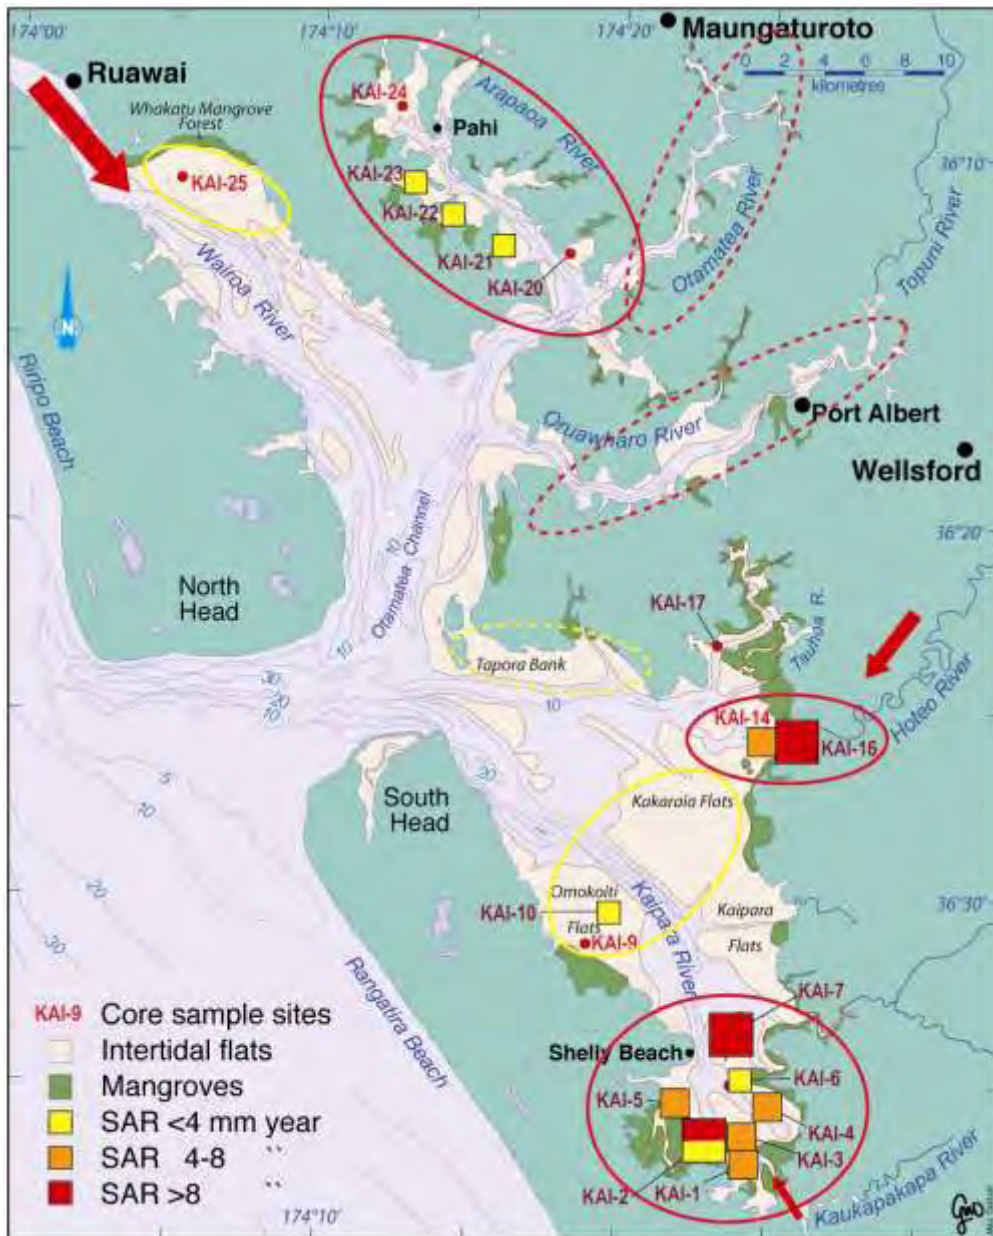 174°00'
174°10'
174°20'
Maungaturoto
0 2 4 6 8 10
kilometres
Ruawai
Whakatu Mangrove
Forest
KAI-24
Pahi
Arapaoa River
KAI-25
KAI-23
KAI-22
KAI-21
KAI-20
36°10'
Otamatea River
Topuni River
Wairoa River
N
Ripipo Beach
Oruawharo River
Port Albert
Wellsford
36°20'
10
Otamatea Channel
North
Head
KAI-17
Tauhoa R.
10
Tapora Bank
30
20
10
10
Hoteo River
KAI-14
KAI-16
5
10
20
South
Head
Kakaraia Flats
20
30
Omokoiti
Flats
KAI-10
KAI-9
Kaipara River
Kaipara
Flats
36°30'
Rangatira Beach
KAI-7
Shelly Beach
KAI-6
KAI-5
KAI-4
KAI-3
KAI-2
KAI-1
Kaukapakapa River
KAI-9 Core sample sites
Intertidal flats
Mangroves
SAR <4 mm year
SAR 4-8 ``
SAR >8 ``
174°10'